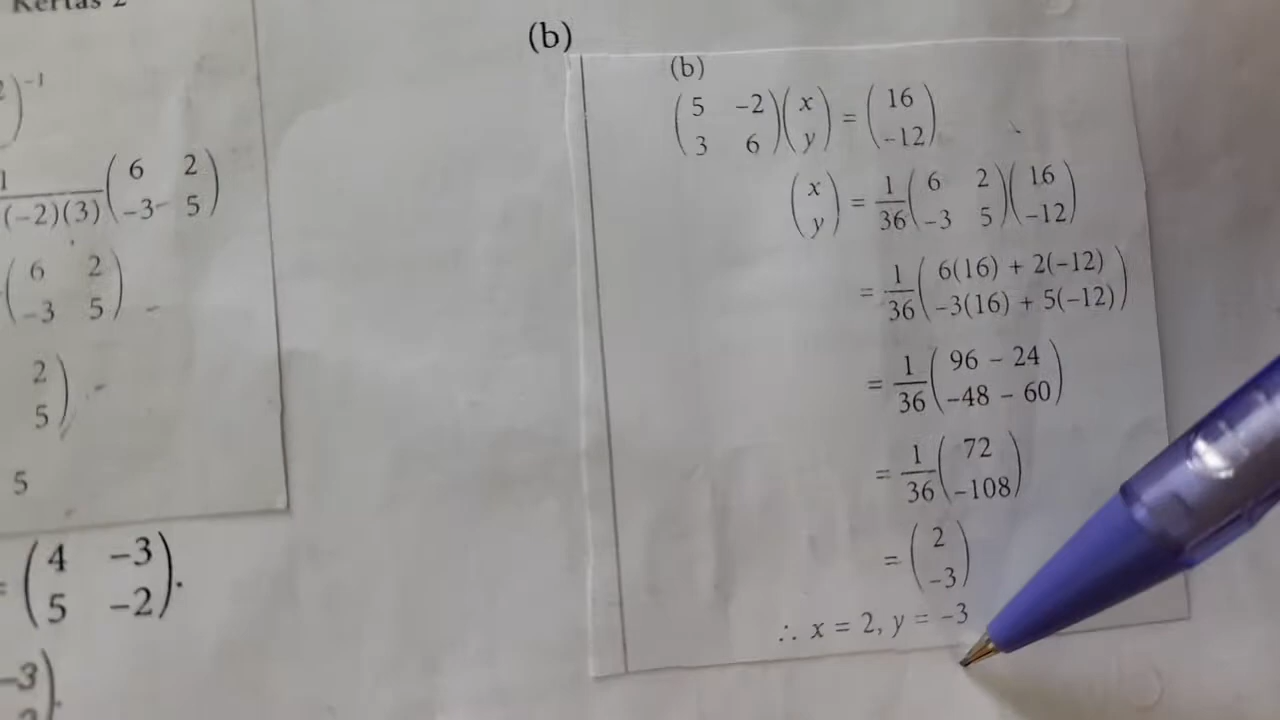 Kertas 2
)⁻¹
1
(−2)(3) (6 2
−3 5)
(6 2
−3 5)
2
5)
5
= (4 −3
5 −2).
−3
).
(b)
(b)
(5 −2
3 6)(x
y) = (16
−12)
(x
y) = 1/36 (6 2
−3 5)(16
−12)
= 1/36 (6(16) + 2(−12)
−3(16) + 5(−12))
= 1/36 (96 − 24
−48 − 60)
= 1/36 (72
−108)
= (2
−3)
∴ x = 2, y = −3